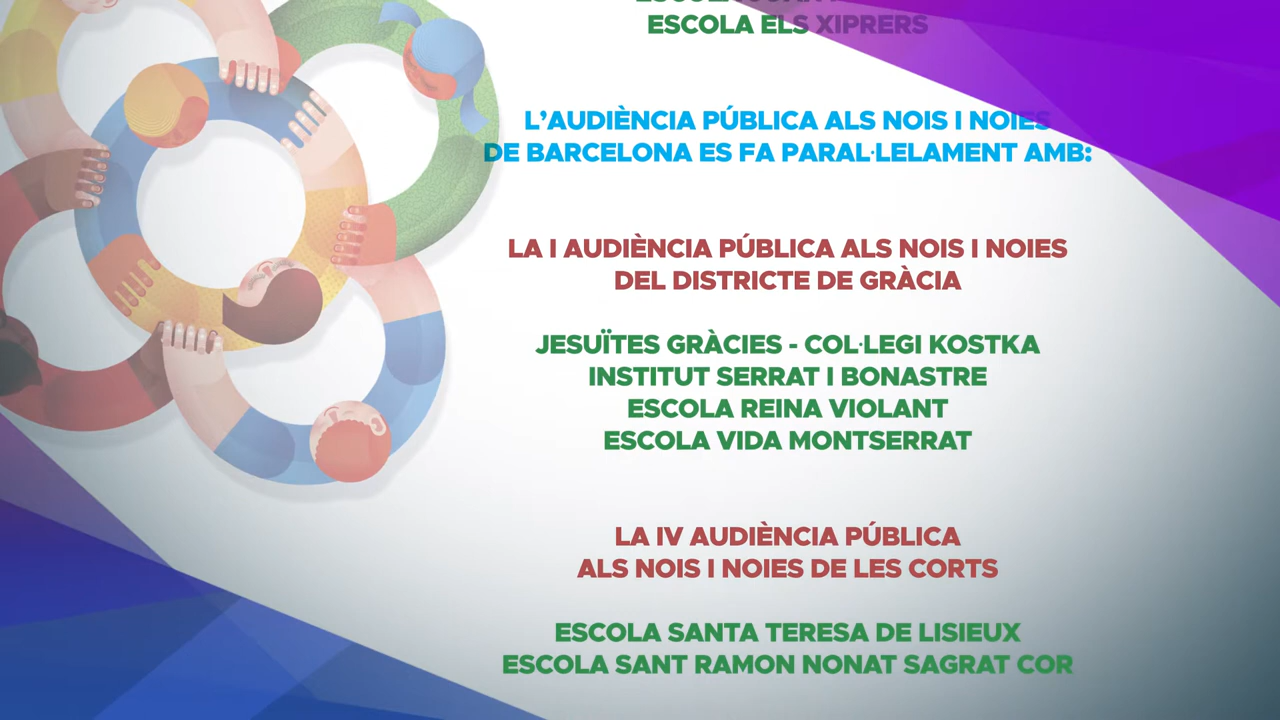 ESCOLA ELS XIPRERS
L'AUDIÈNCIA PÚBLICA ALS NOIS I NOIES
DE BARCELONA ES FA PARAL·LELAMENT AMB:
LA I AUDIÈNCIA PÚBLICA ALS NOIS I NOIES
DEL DISTRICTE DE GRÀCIA
JESUÏTES GRÀCIES - COL·LEGI KOSTKA
INSTITUT SERRAT I BONASTRE
ESCOLA REINA VIOLANT
ESCOLA VIDA MONTSERRAT
LA IV AUDIÈNCIA PÚBLICA
ALS NOIS I NOIES DE LES CORTS
ESCOLA SANTA TERESA DE LISIEUX
ESCOLA SANT RAMON NONAT SAGRAT COR